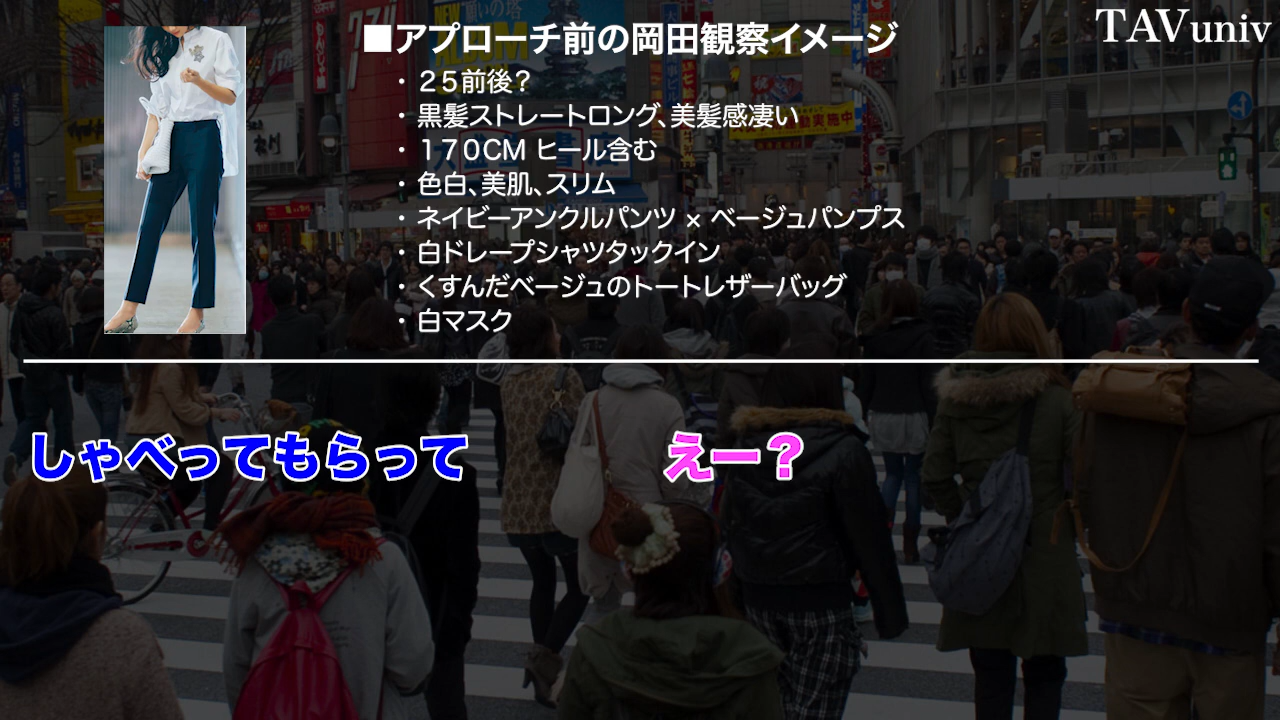 TAVuniv
■アプローチ前の岡田観察イメージ
・２５前後？
・黒髪ストレートロング、美髪感凄い
・１７０CM ヒール含む
・色白、美肌、スリム
・ネイビーアンクルパンツ × ベージュパンプス
・白ドレープシャツタックイン
・くすんだベージュのトートレザーバッグ
・白マスク
しゃべってもらって
えー？